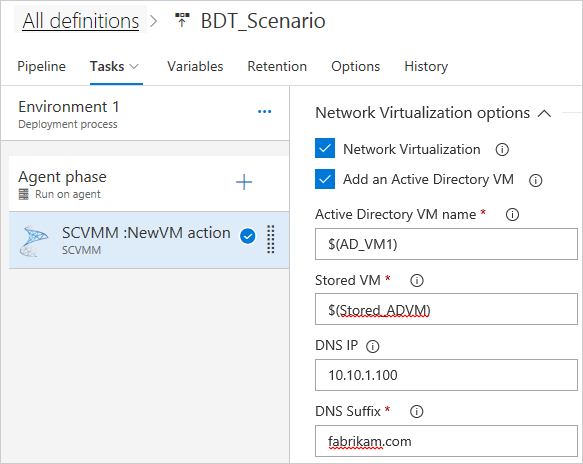 All definitions > BDT_Scenario
Pipeline Tasks Variables Retention Options History
Environment 1
Deployment process
Agent phase
Run on agent
SCVMM :NewVM action
SCVMM
Network Virtualization options
Network Virtualization
Add an Active Directory VM
Active Directory VM name *
$(AD_VM1)
Stored VM *
$(Stored_ADVM)
DNS IP
10.10.1.100
DNS Suffix *
fabrikam.com